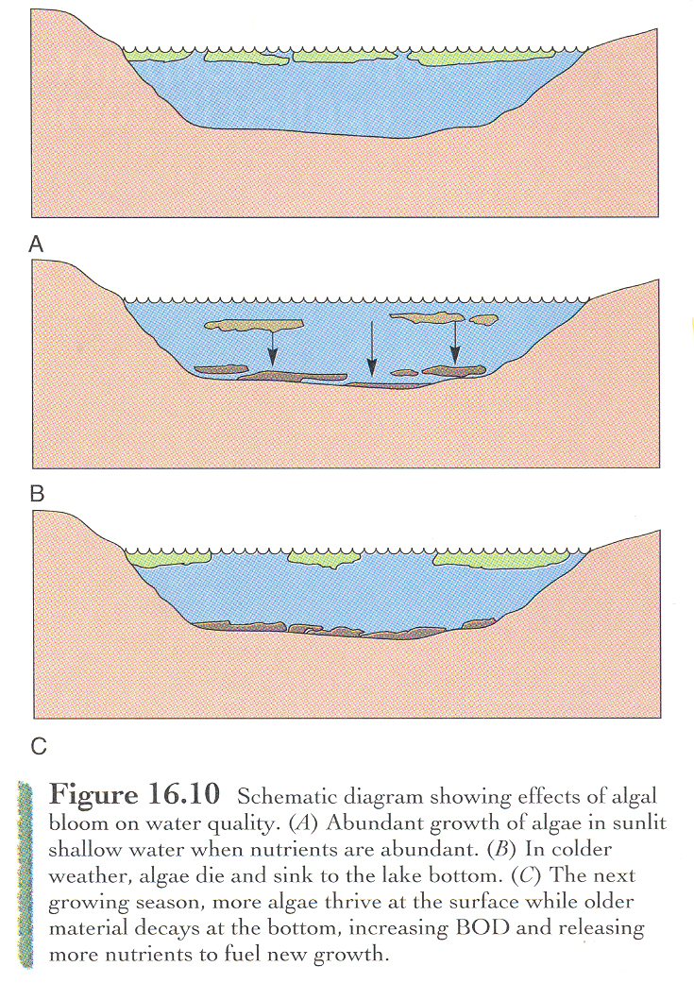 A
B
C
Figure 16.10 Schematic diagram showing effects of algal
bloom on water quality. (A) Abundant growth of algae in sunlit
shallow water when nutrients are abundant. (B) In colder
weather, algae die and sink to the lake bottom. (C) The next
growing season, more algae thrive at the surface while older
material decays at the bottom, increasing BOD and releasing
more nutrients to fuel new growth.